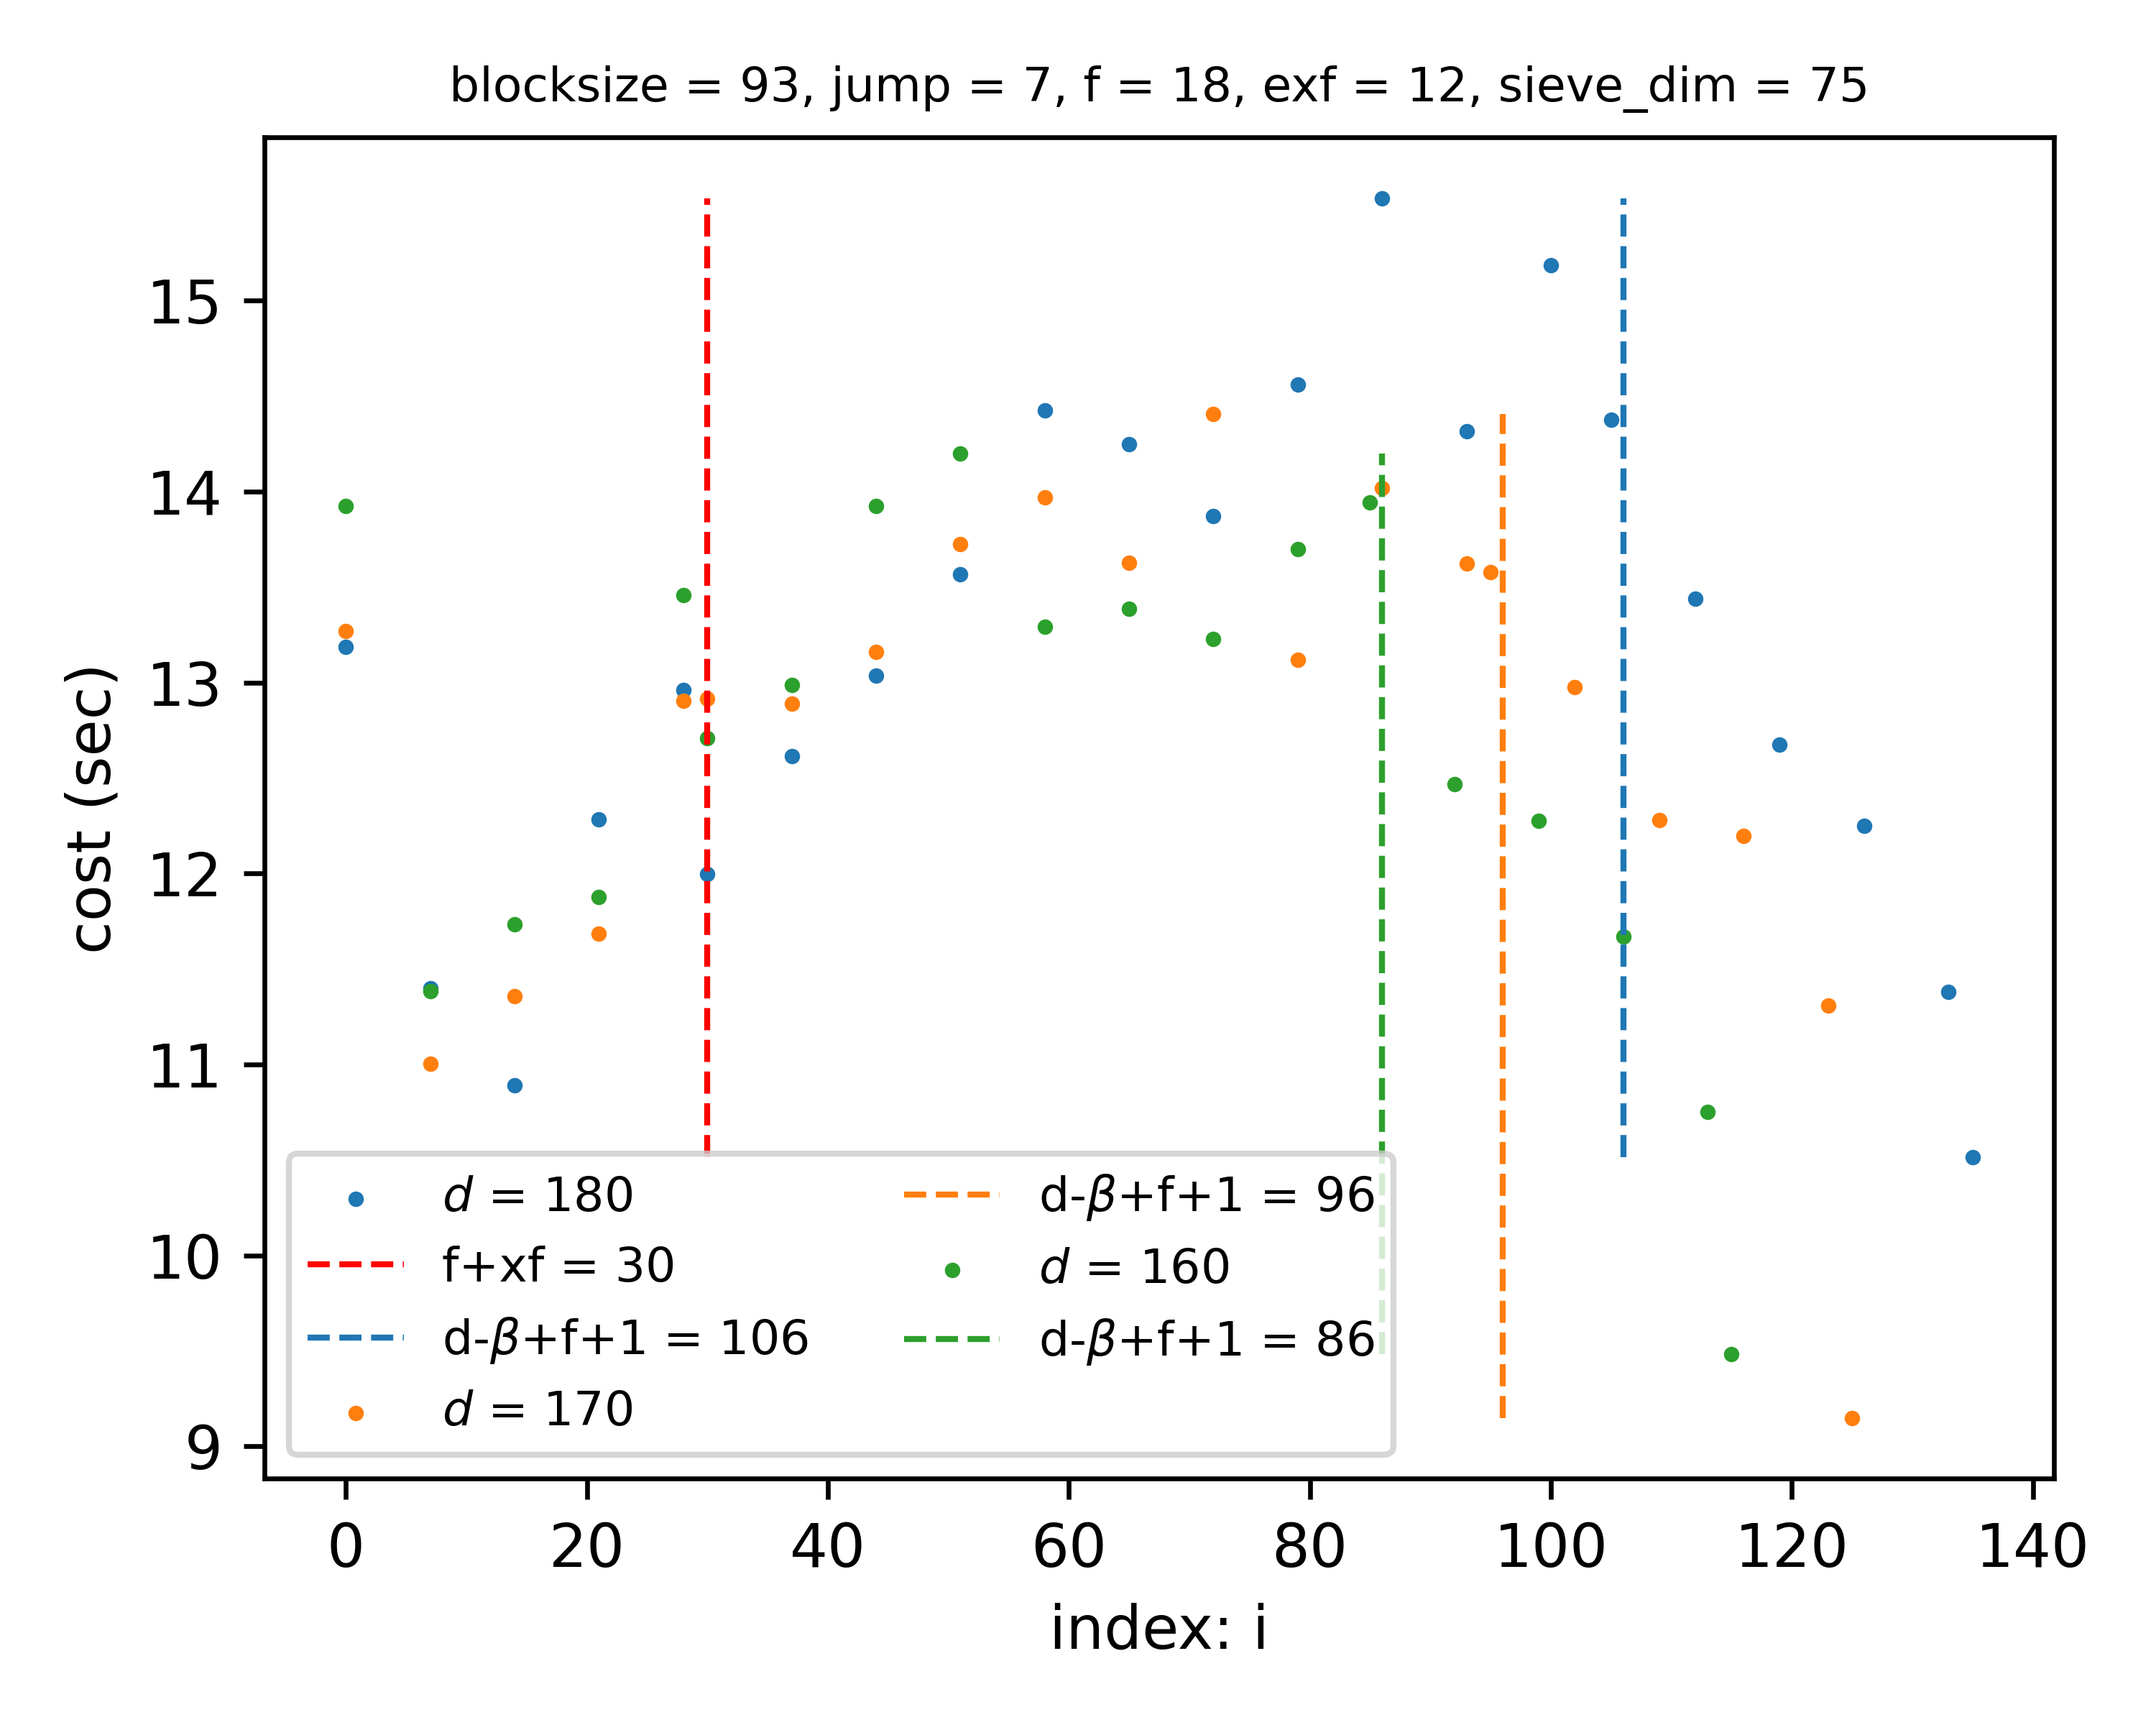 blocksize = 93, jump = 7, f = 18, exf = 12, sieve_dim = 75
cost (sec)
15
14
13
12
11
10
9
d = 180
f+xf = 30
d-β+f+1 = 106
d = 170
d-β+f+1 = 96
d = 160
d-β+f+1 = 86
0 20 40 60 80 100 120 140
index: i